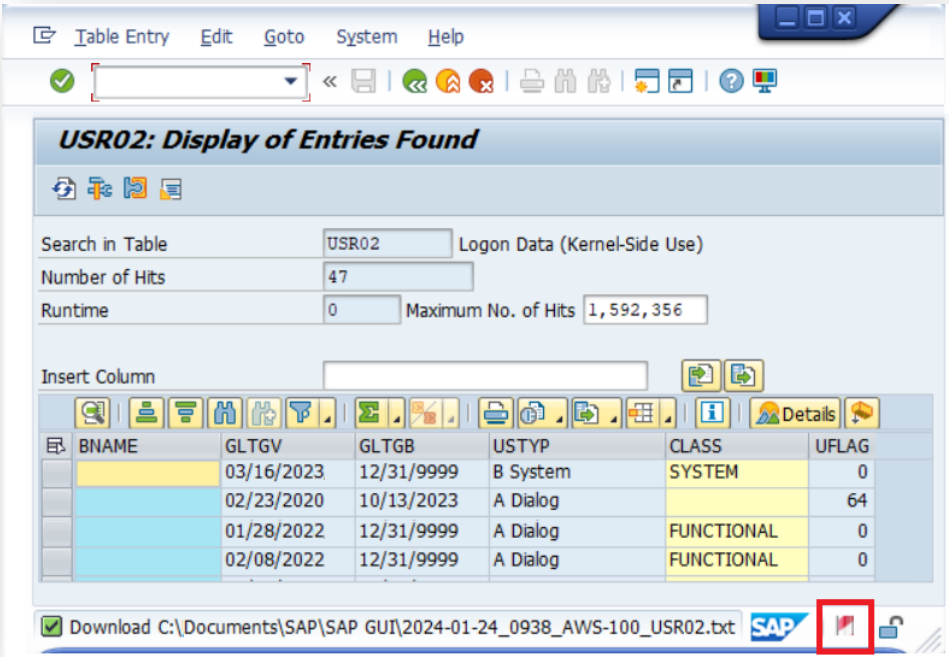 Table Entry Edit Goto System Help
USR02: Display of Entries Found
Search in Table USR02 Logon Data (Kernel-Side Use)
Number of Hits 47
Runtime 0 Maximum No. of Hits 1,592,356
Insert Column
Details
BNAME GLTGV GLTGB USTYP CLASS UFLAG
03/16/2023 12/31/9999 B System SYSTEM 0
02/23/2020 10/13/2023 A Dialog 64
01/28/2022 12/31/9999 A Dialog FUNCTIONAL 0
02/08/2022 12/31/9999 A Dialog FUNCTIONAL 0
Download C:\Documents\SAP\SAP GUI\2024-01-24_0938_AWS-100_USR02.txt SAP